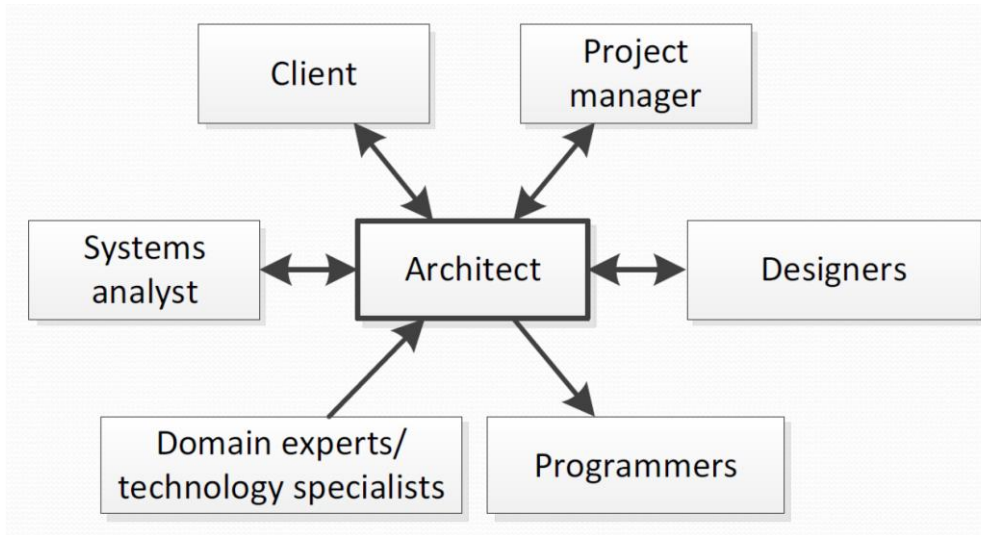 Client
Project
manager
Systems
analyst
Architect
Designers
Domain experts/
technology specialists
Programmers